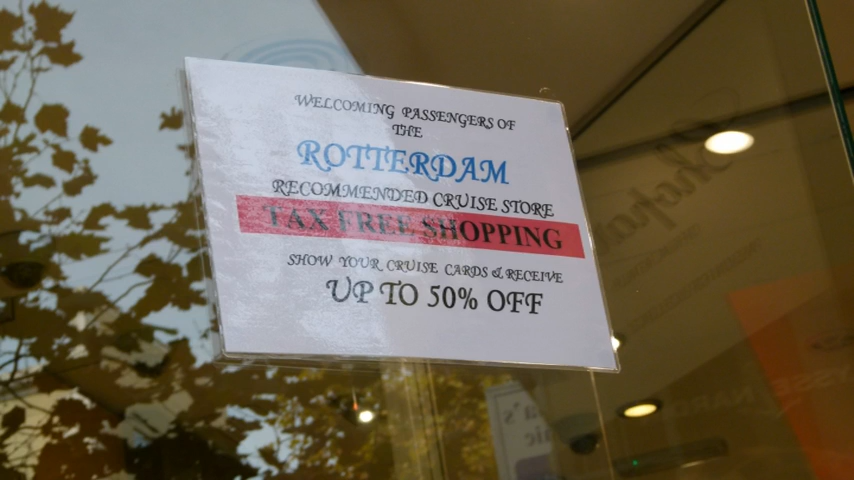 WELCOMING PASSENGERS OF
THE
ROTTERDAM
RECOMMENDED CRUISE STORE
TAX FREE SHOPPING
SHOW YOUR CRUISE CARDS & RECEIVE
UP TO 50% OFF